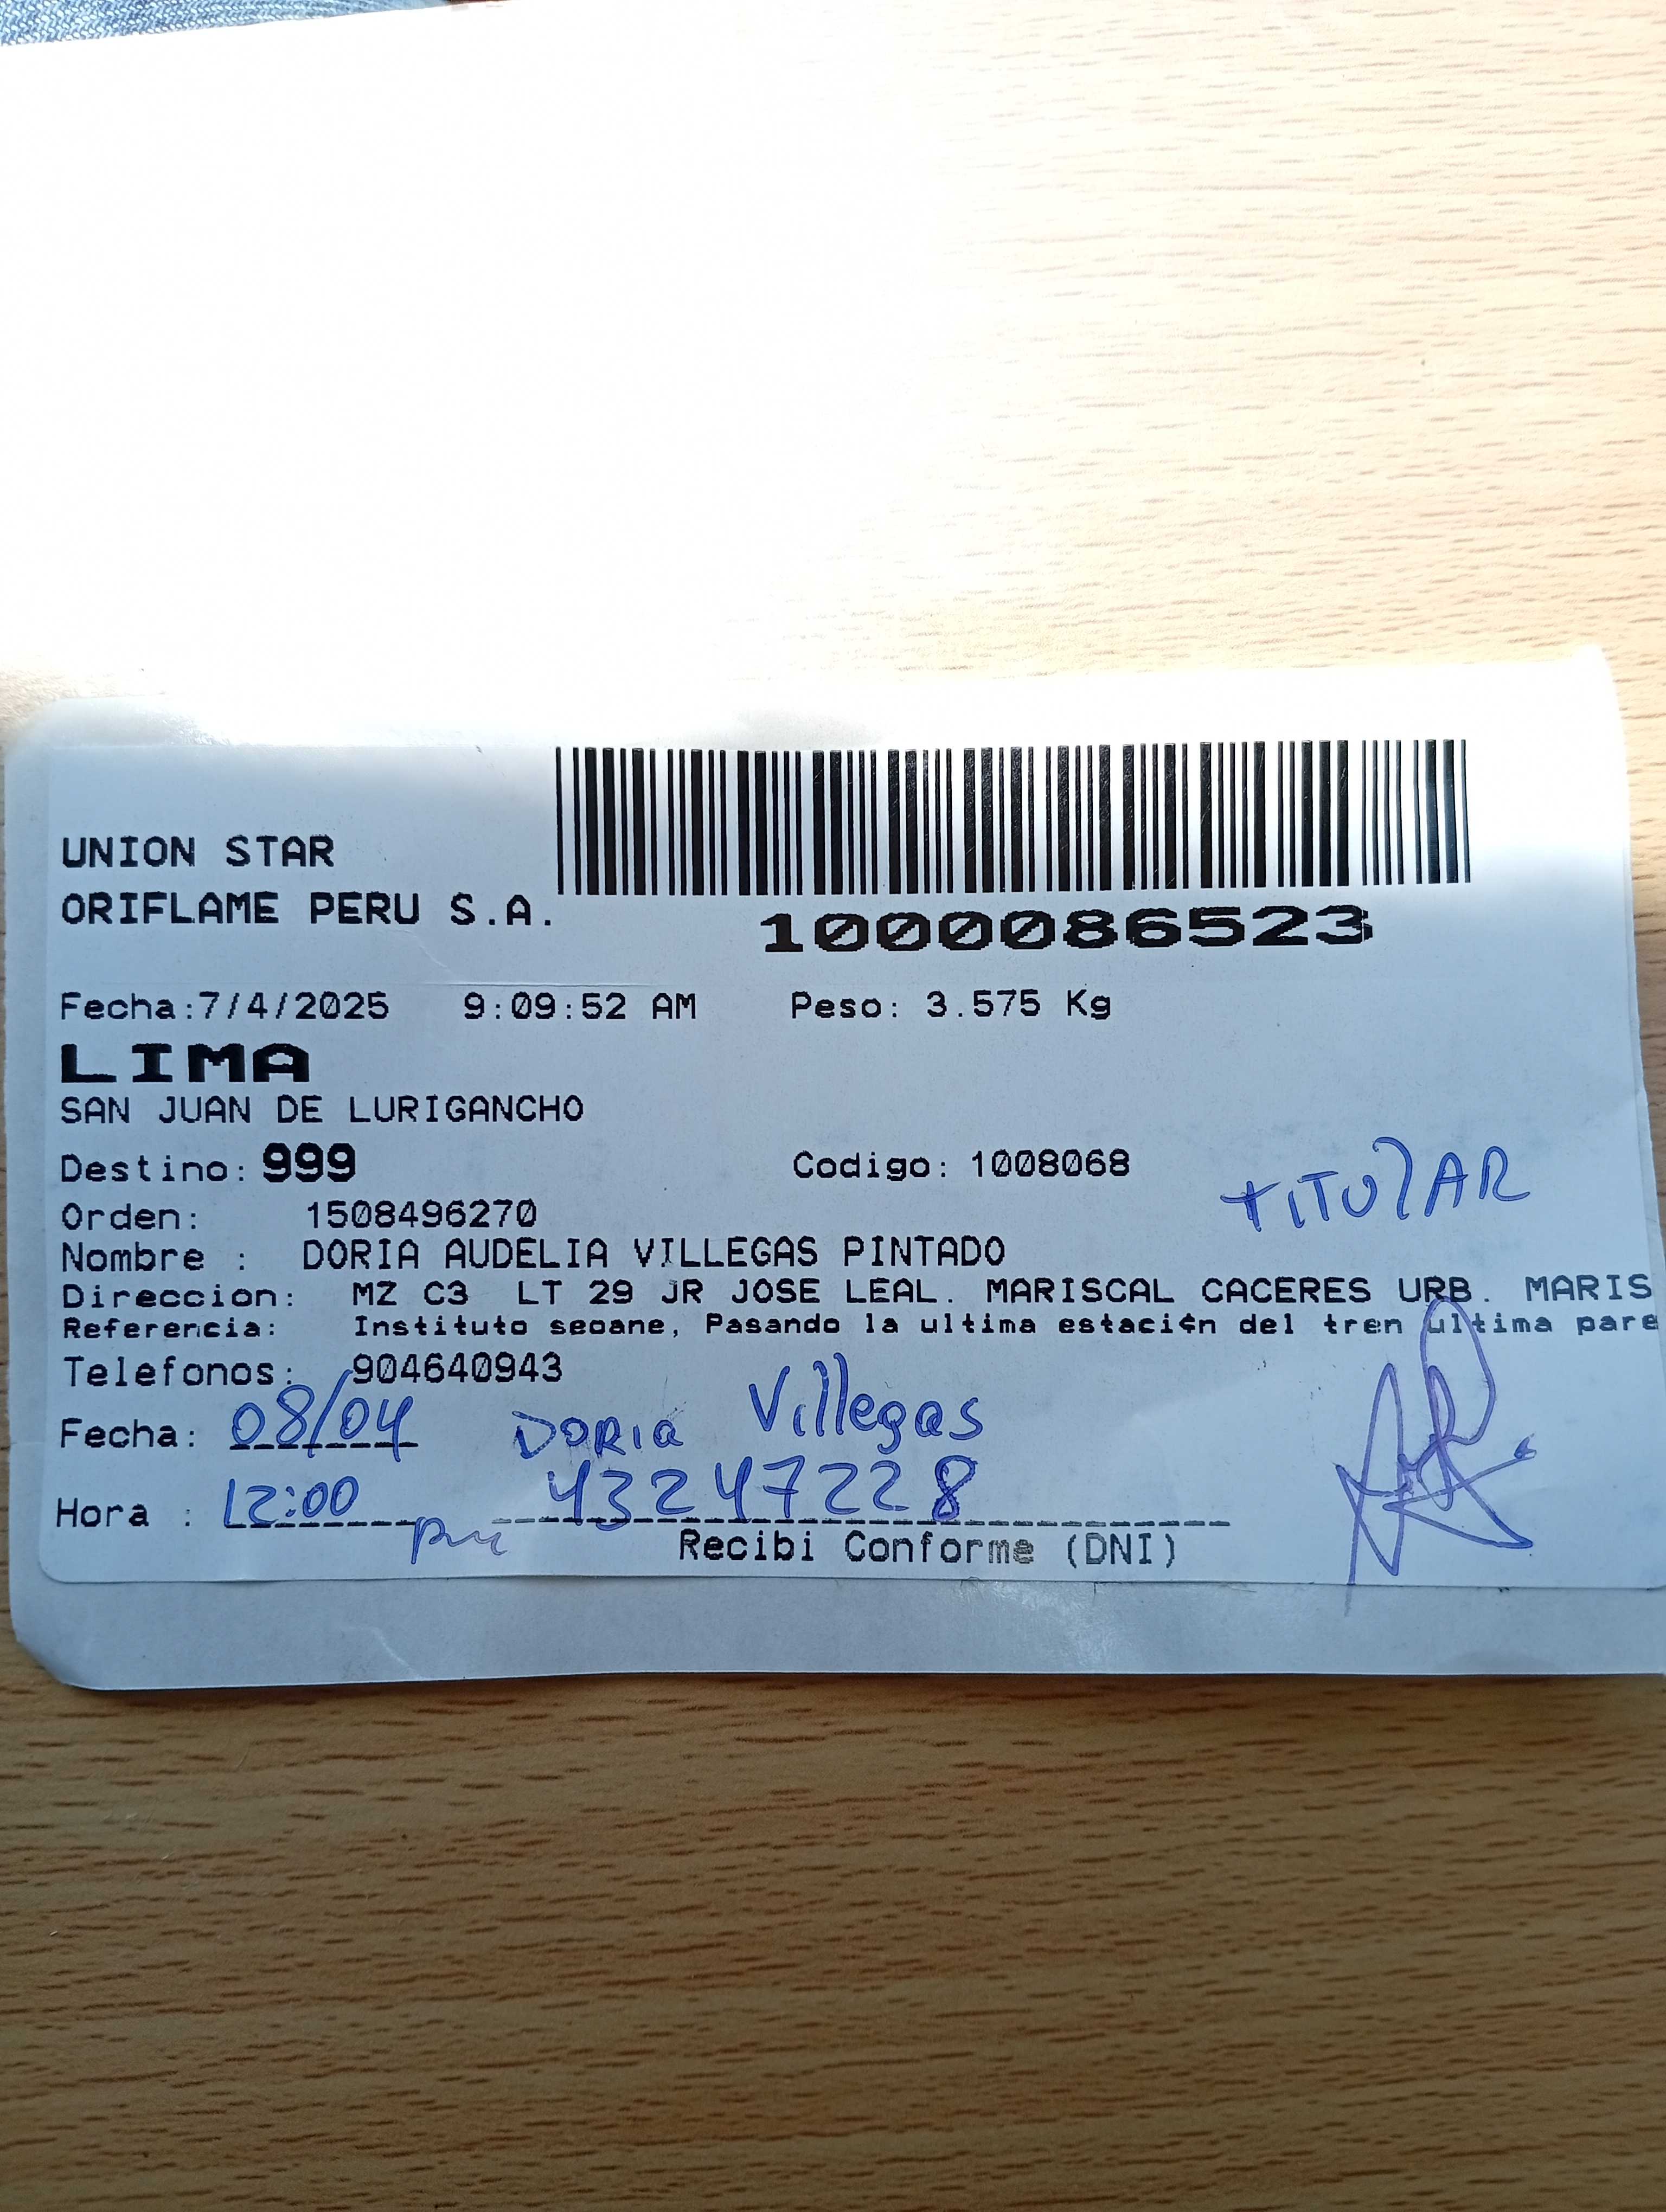 UNION STAR
ORIFLAME PERU S.A.
1000086523
Fecha:7/4/2025 9:09:52 AM Peso: 3.575 Kg
LIMA
SAN JUAN DE LURIGANCHO
Destino: 999 Codigo: 1008068
TITULAR
Orden: 1508496270
Nombre : DORIA AUDELIA VILLEGAS PINTADO
Direccion: MZ C3 LT 29 JR JOSE LEAL. MARISCAL CACERES URB. MARIS
Referencia: Instituto seoane, Pasando la ultima estaci¢n del tren ultima pare
Telefonos: 904640943
Fecha: 08/04 DORIA Villegas
Hora : 12:00 pm 43247228
Recibi Conforme (DNI)